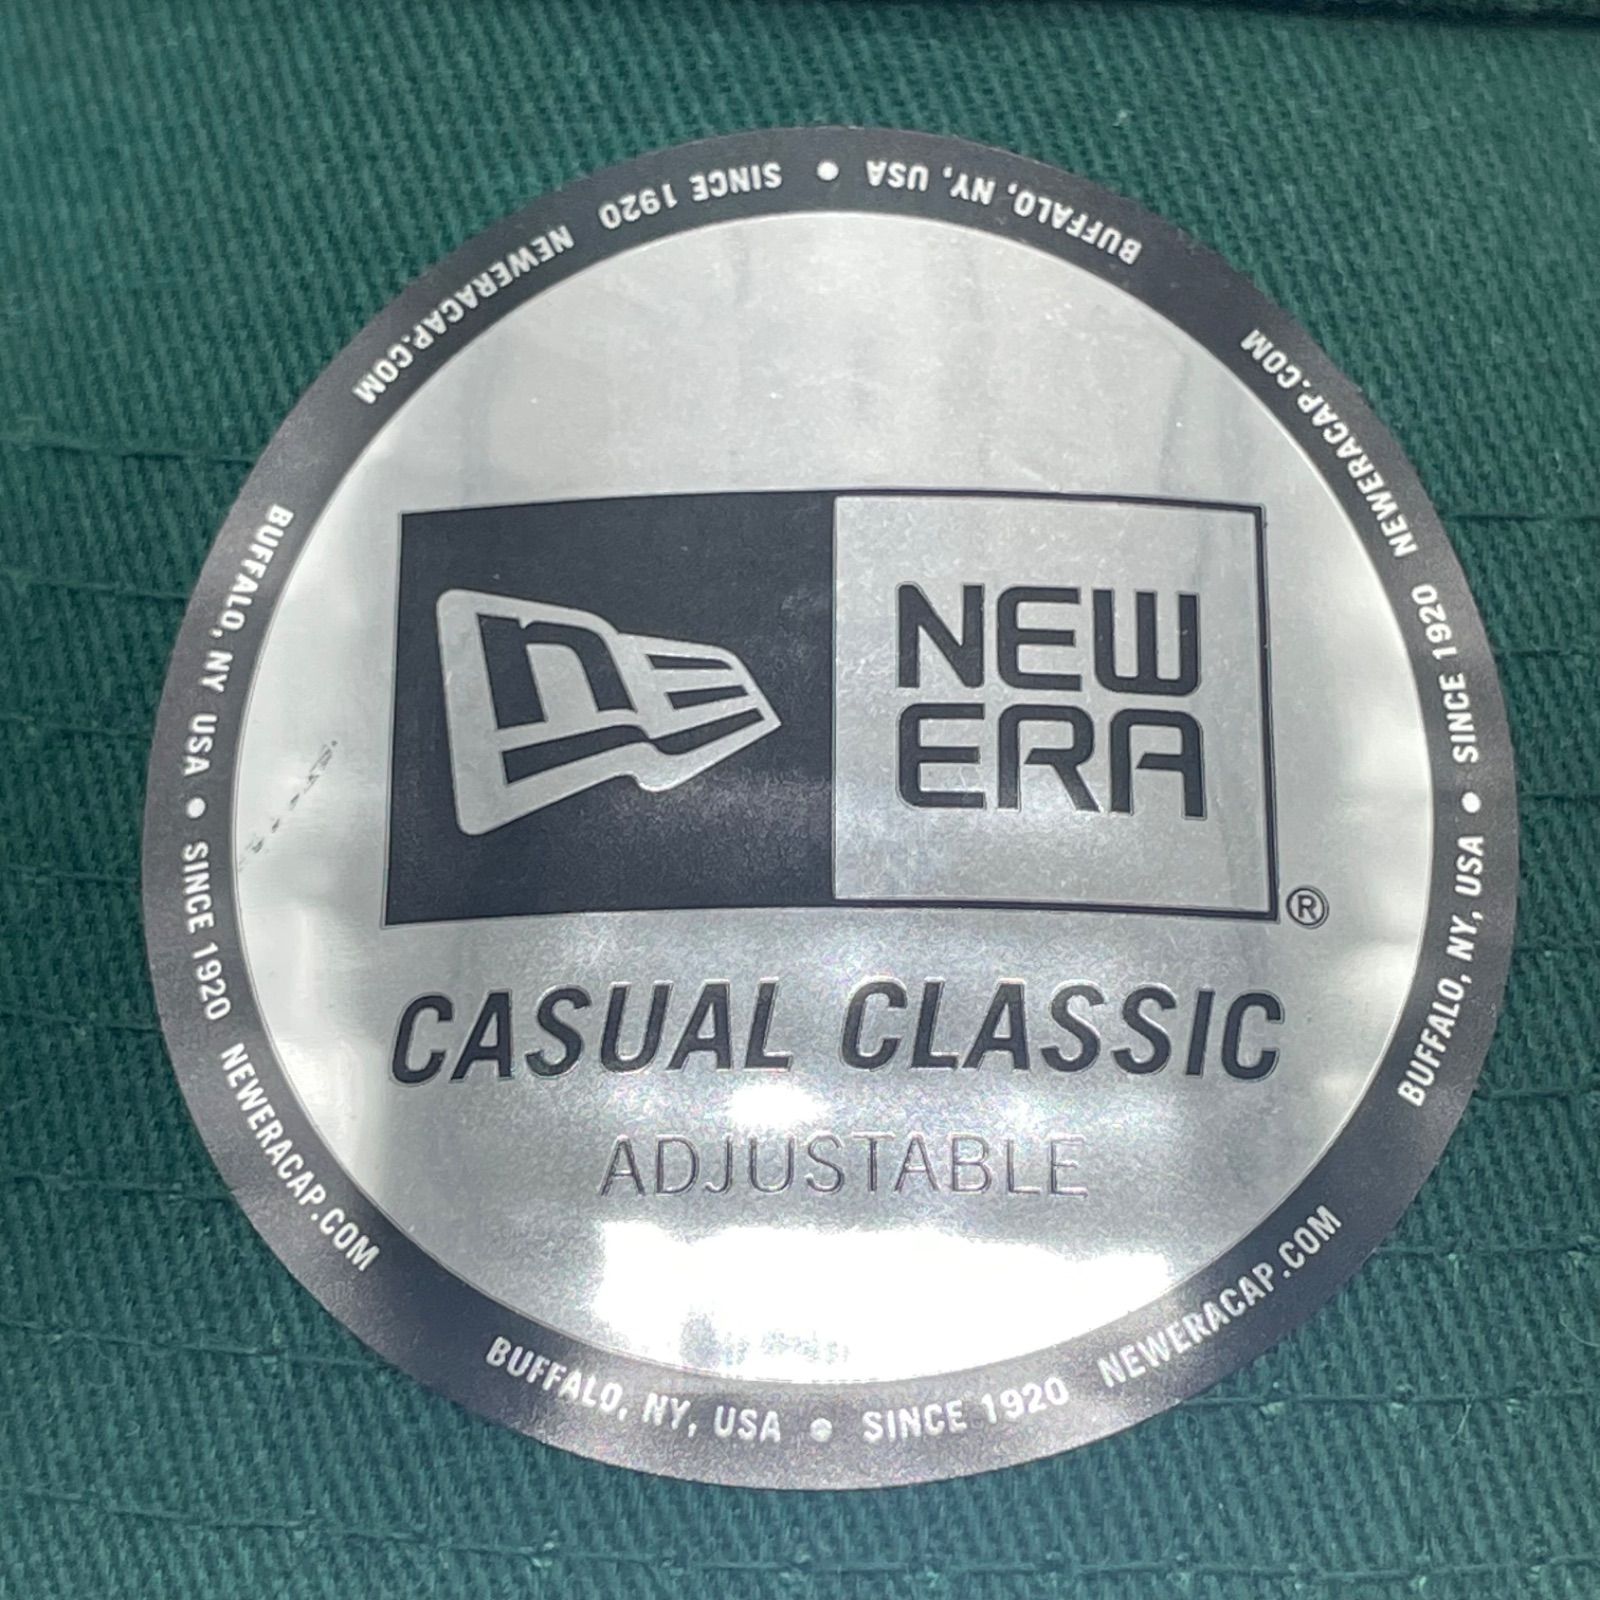 NEW
ERA
®
CASUAL CLASSIC
ADJUSTABLE
BUFFALO, NY, USA • SINCE 1920 NEWERACAP.COM
BUFFALO, NY, USA • SINCE 1920 NEWERACAP.COM
BUFFALO, NY, USA • SINCE 1920 NEWERACAP.COM
BUFFALO, NY USA • SINCE 1920 NEWERACAP.COM